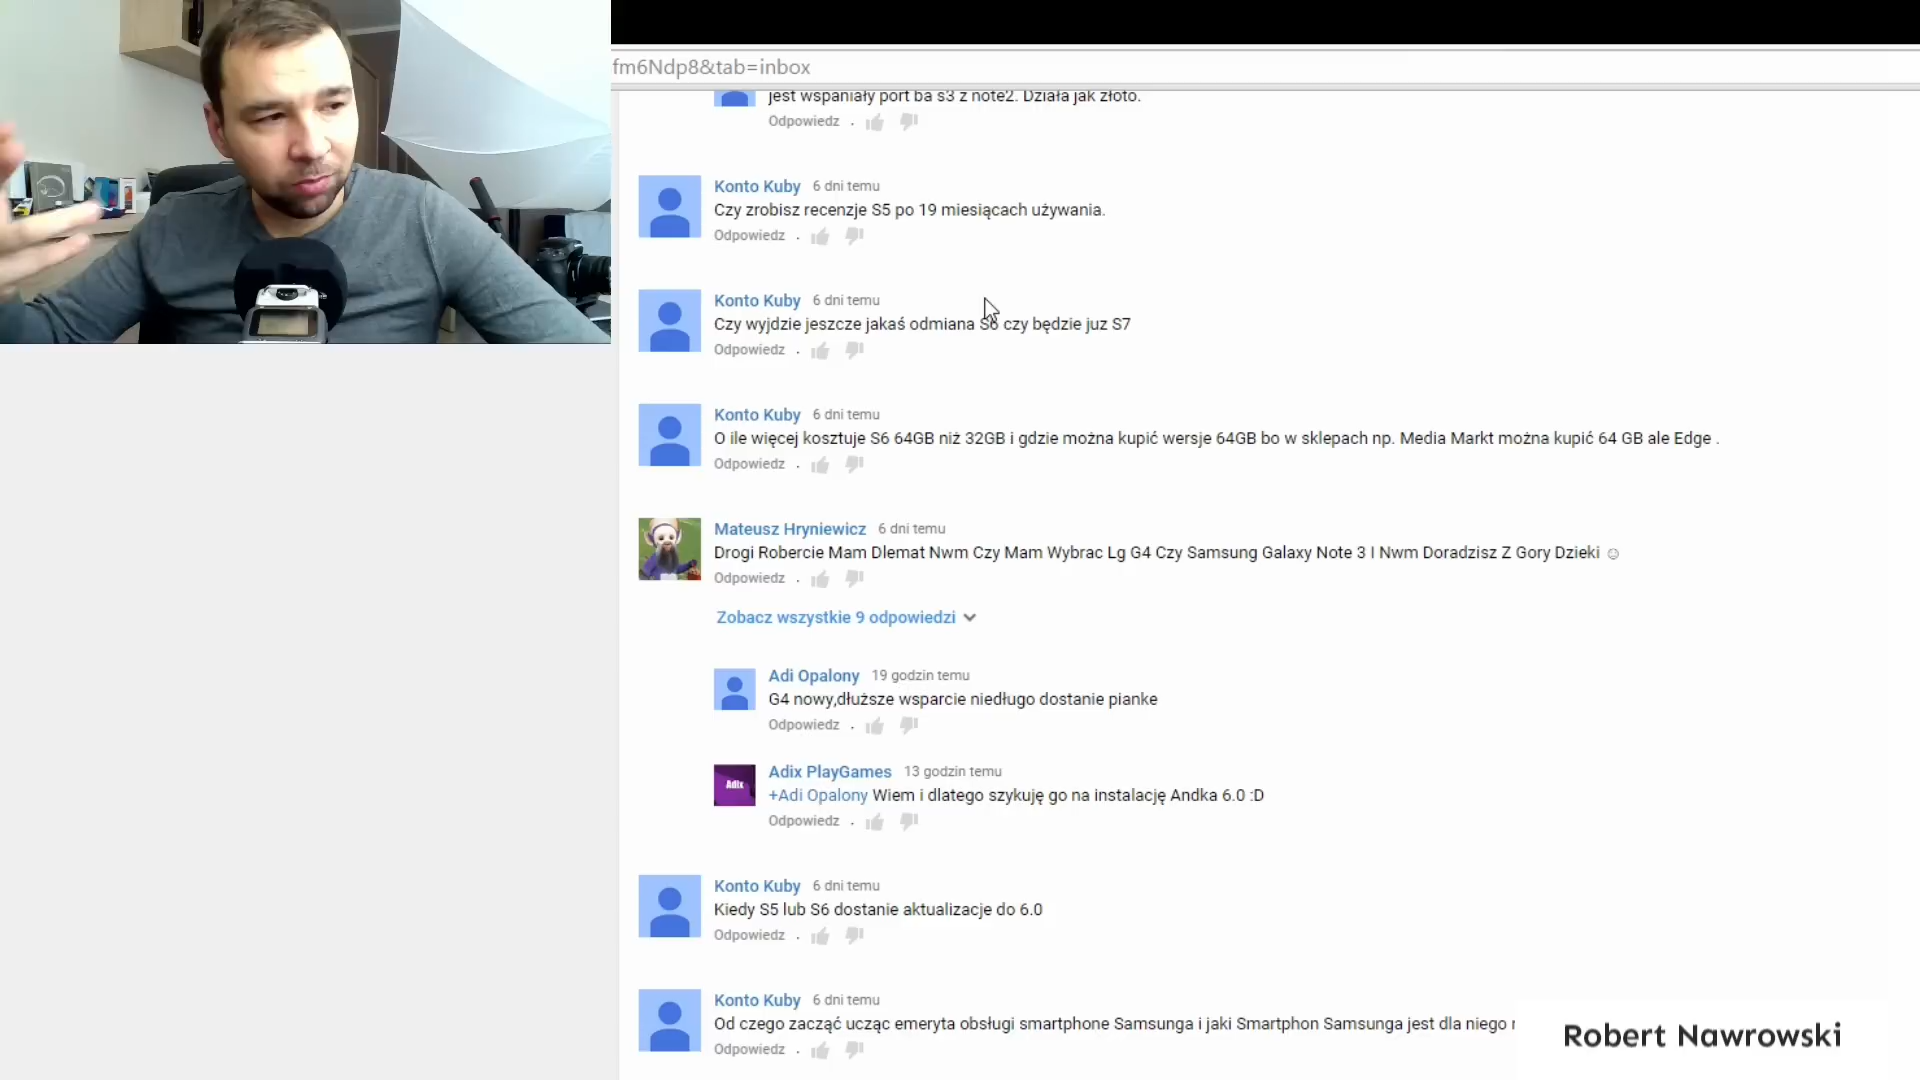 fm6Ndp8&tab=inbox
jest wspaniały port ba s3 z note2. Działa jak złoto.
Odpowiedz .
Konto Kuby 6 dni temu
Czy zrobisz recenzje S5 po 19 miesiącach używania.
Odpowiedz .
Konto Kuby 6 dni temu
Czy wyjdzie jeszcze jakaś odmiana S6 czy będzie juz S7
Odpowiedz .
Konto Kuby 6 dni temu
O ile więcej kosztuje S6 64GB niż 32GB i gdzie można kupić wersje 64GB bo w sklepach np. Media Markt można kupić 64 GB ale Edge .
Odpowiedz .
Mateusz Hryniewicz 6 dni temu
Drogi Robercie Mam Dlemat Nwm Czy Mam Wybrac Lg G4 Czy Samsung Galaxy Note 3 I Nwm Doradzisz Z Gory Dzieki ☺
Odpowiedz .
Zobacz wszystkie 9 odpowiedzi
Adi Opalony 19 godzin temu
G4 nowy,dłuższe wsparcie niedługo dostanie pianke
Odpowiedz .
Adix
Adix PlayGames 13 godzin temu
+Adi Opalony Wiem i dlatego szykuję go na instalację Andka 6.0 :D
Odpowiedz .
Konto Kuby 6 dni temu
Kiedy S5 lub S6 dostanie aktualizacje do 6.0
Odpowiedz .
Konto Kuby 6 dni temu
Od czego zacząć ucząc emeryta obsługi smartphone Samsunga i jaki Smartphon Samsunga jest dla niego
Odpowiedz .
Robert Nawrowski